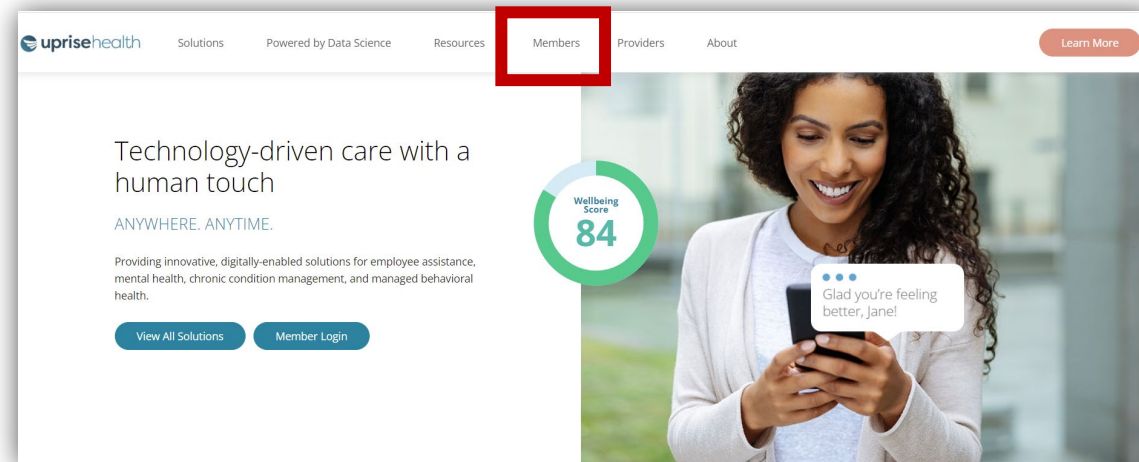 uprisehealth Solutions Powered by Data Science Resources Members Providers About Learn More
Technology-driven care with a
human touch
ANYWHERE. ANYTIME.
Providing innovative, digitally-enabled solutions for employee assistance,
mental health, chronic condition management, and managed behavioral
health.
View All Solutions Member Login
Wellbeing
Score
84
Glad you're feeling
better, Jane!